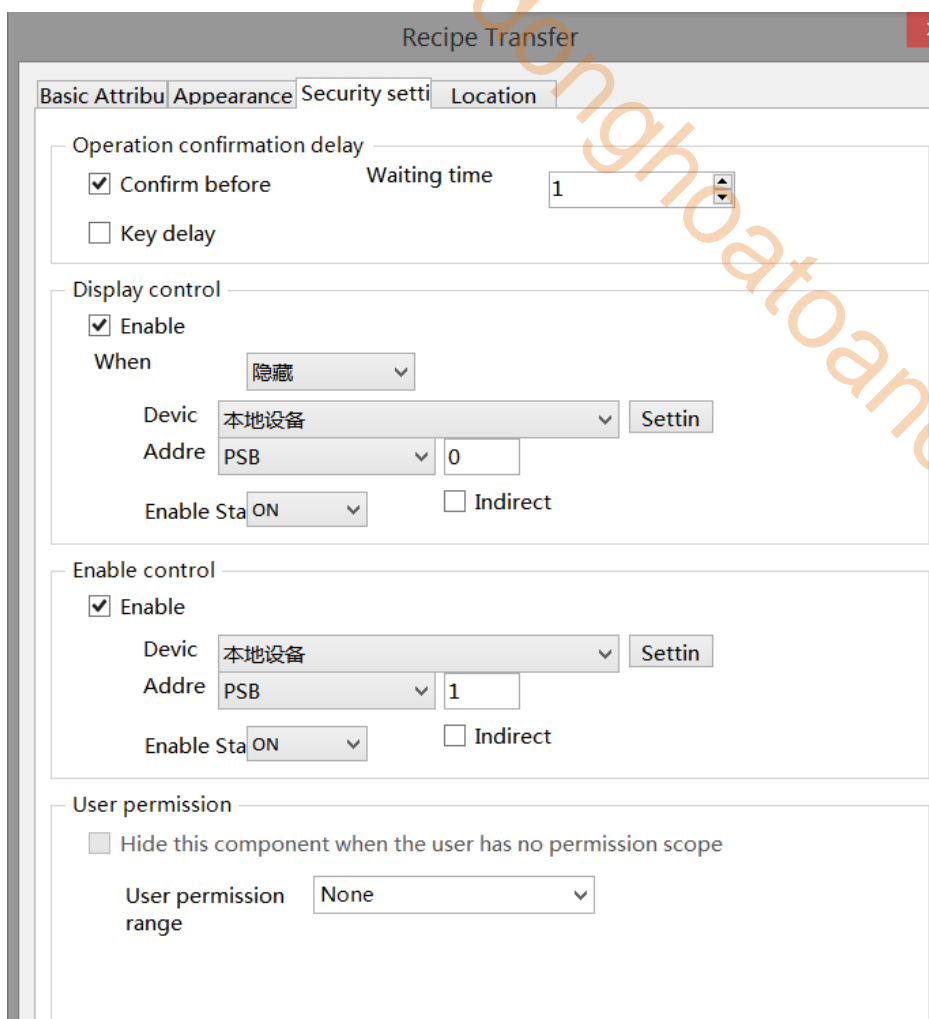 Recipe Transfer
Basic Attribu Appearance Security setti Location
Operation confirmation delay
Confirm before Waiting time 1
Key delay
Display control
Enable
When 隐藏
Devic 本地设备 Settin
Addre PSB 0
Enable Sta ON Indirect
Enable control
Enable
Devic 本地设备 Settin
Addre PSB 1
Enable Sta ON Indirect
User permission
Hide this component when the user has no permission scope
User permission None
range